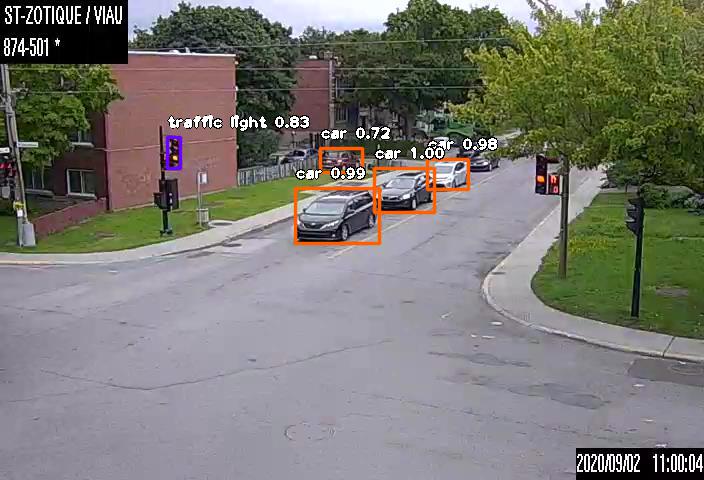 ST-ZOTIQUE / VIAU
874-501 *
traffic light 0.83
car 0.72
car 0.98
car 1.00
car 0.99
2020/09/02 11:00:04